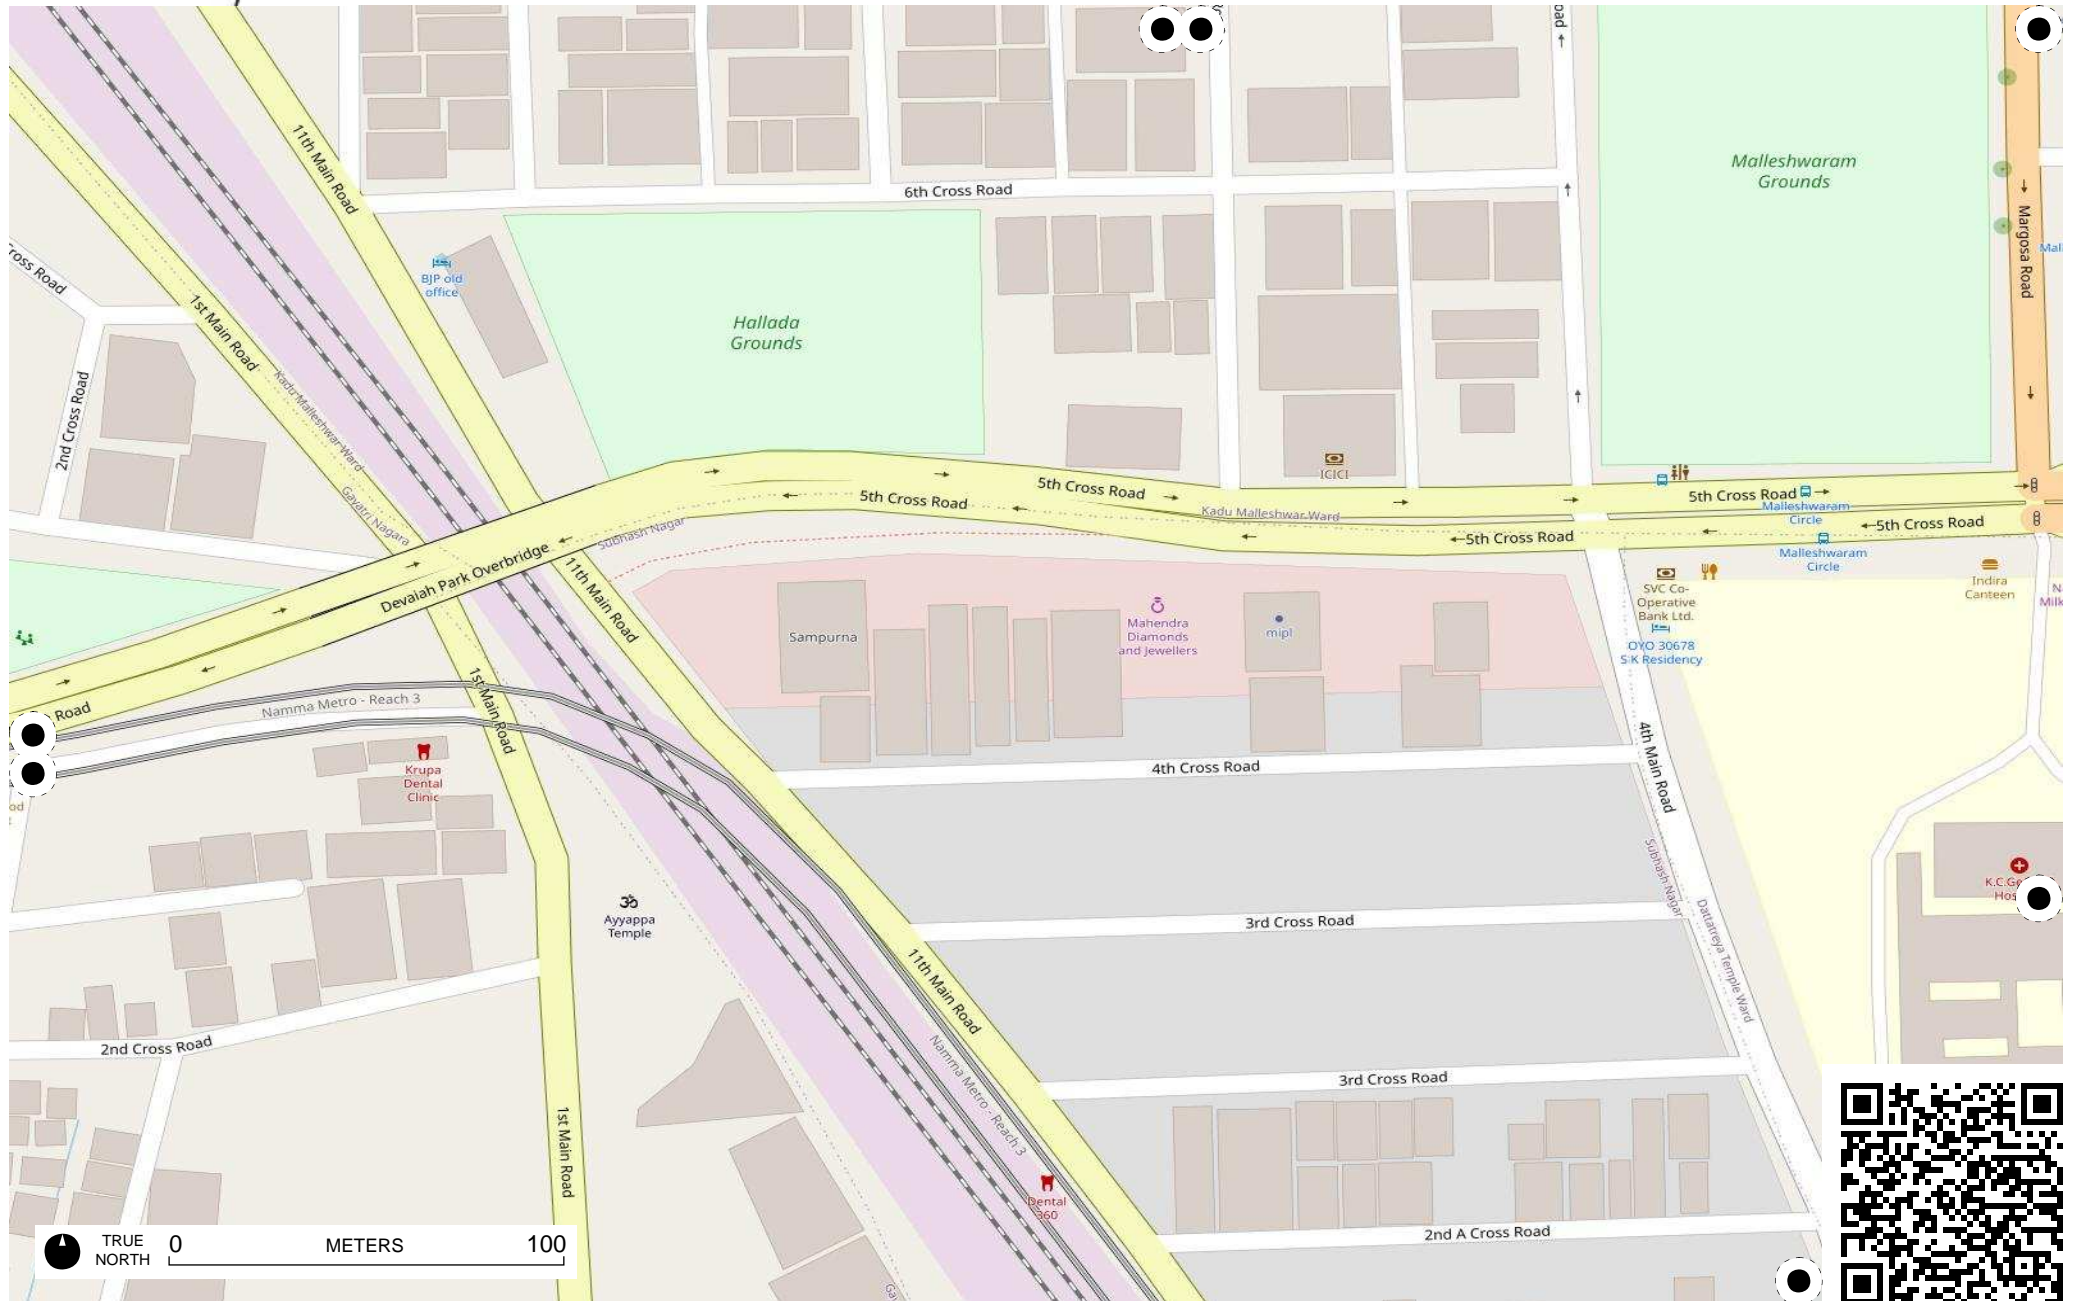 11th Main Road
6th Cross Road
Malleshwaram
Grounds
Margosa Road
Cross Road
BJP old
office
1st Main Road
Hallada
Grounds
2nd Cross Road
Kadu Malleshwar Ward
Gayatri Nagara
Subhash Nagar
Devaiah Park Overbridge
5th Cross Road
5th Cross Road
ICICI
Kadu Malleshwar Ward
5th Cross Road
5th Cross Road
Malleshwaram
Circle
5th Cross Road
Malleshwaram
Circle
SVC Co-
Operative
Bank Ltd.
Indira
Canteen
OYO 30678
S K Residency
11th Main Road
Sampurna
Mahendra
Diamonds
and Jewellers
mipl
Road
Namma Metro - Reach 3
1st Main Road
Krupa
Dental
Clinic
4th Cross Road
4th Main Road
Subhash Nagar
Dattatreya Temple Ward
Ayyappa
Temple
3rd Cross Road
11th Main Road
2nd Cross Road
Namma Metro - Reach 3
3rd Cross Road
1st Main Road
Dental
360
2nd A Cross Road
TRUE
NORTH
0 METERS 100